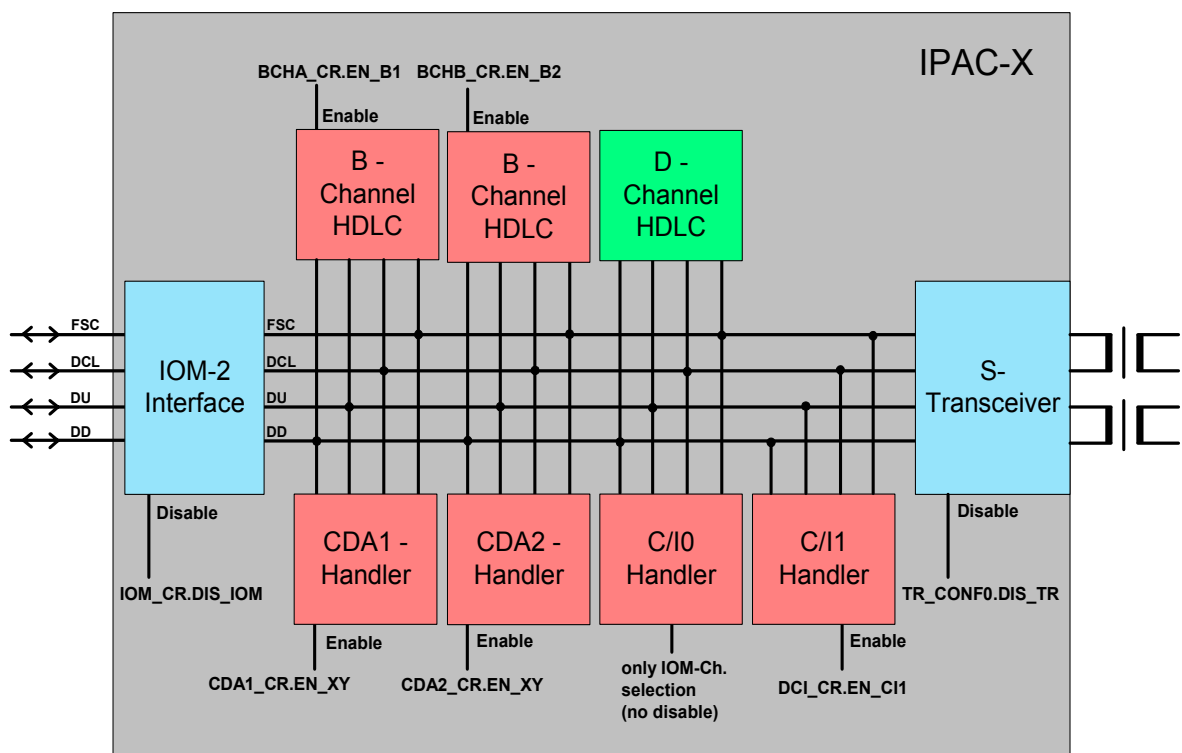 IPAC-X
BCHA_CR.EN_B1
BCHB_CR.EN_B2
Enable
Enable
B -
Channel
HDLC
B -
Channel
HDLC
D -
Channel
HDLC
FSC
DCL
DU
DD
IOM-2
Interface
FSC
DCL
DU
DD
S-
Transceiver
Disable
IOM_CR.DIS_IOM
CDA1 -
Handler
CDA2 -
Handler
C/I0
Handler
C/I1
Handler
Disable
TR_CONF0.DIS_TR
Enable
CDA1_CR.EN_XY
Enable
CDA2_CR.EN_XY
only IOM-Ch.
selection
(no disable)
Enable
DCI_CR.EN_CI1